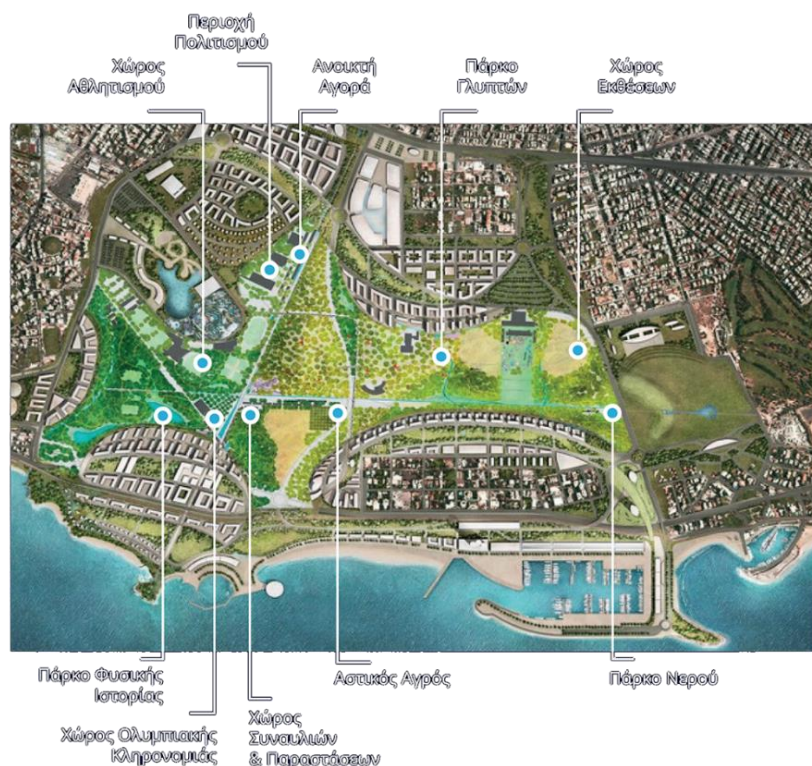 Περιοχή
Πολιτισμού
Χώρος
Αθλητισμού
Ανοικτή
Αγορά
Πάρκο
Γλυπτών
Χώρος
Εκθέσεων
Πάρκο Φυσικής
Ιστορίας
Χώρος Ολυμπιακής
Κληρονομιάς
Χώρος
Συναυλιών
& Παραστάσεων
Αστικός Αγρός
Πάρκο Νερού